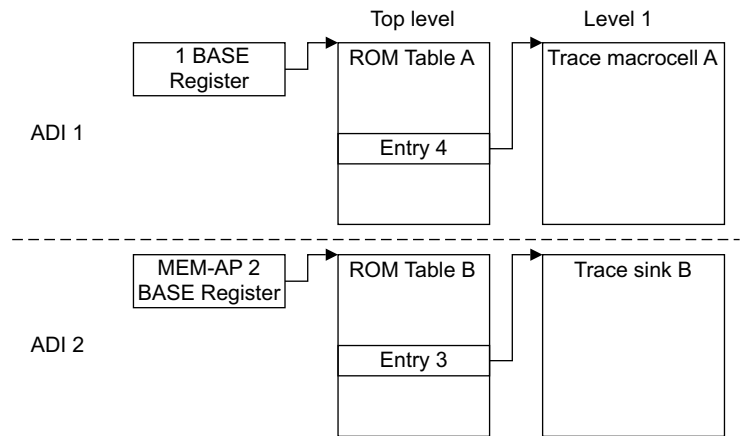 Top level
Level 1
1 BASE
Register
ROM Table A
Trace macrocell A
ADI 1
Entry 4
MEM-AP 2
BASE Register
ROM Table B
Trace sink B
ADI 2
Entry 3